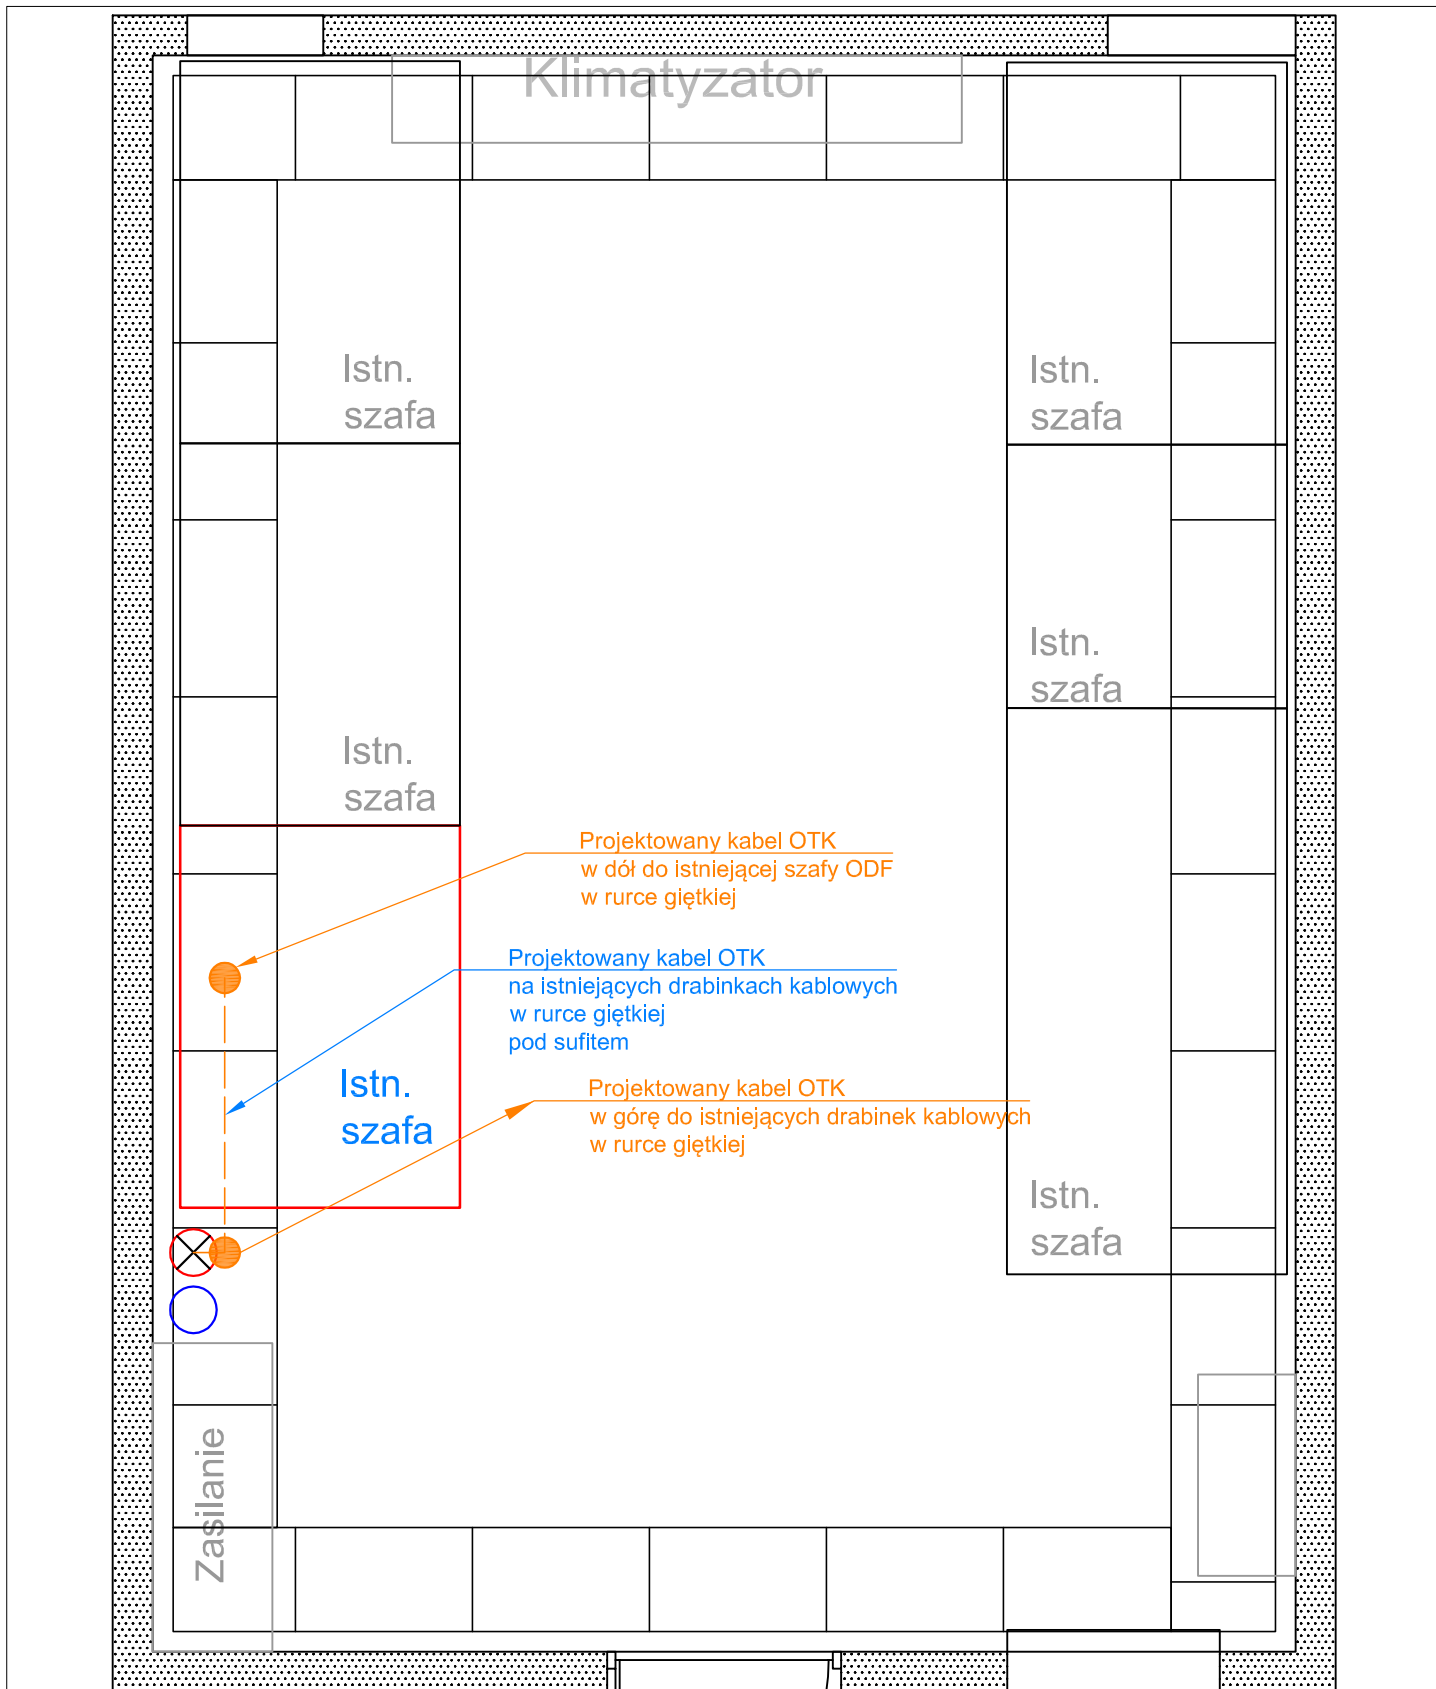 Klimatyzator
Istn.
szafa
Istn.
szafa
Istn.
szafa
Istn.
szafa
Projektowany kabel OTK
w dół do istniejącej szafy ODF
w rurce giętkiej
Projektowany kabel OTK
na istniejących drabinkach kablowych
w rurce giętkiej
pod sufitem
Istn.
szafa
Projektowany kabel OTK
w górę do istniejących drabinek kablowych
w rurce giętkiej
Istn.
szafa
Zasilanie